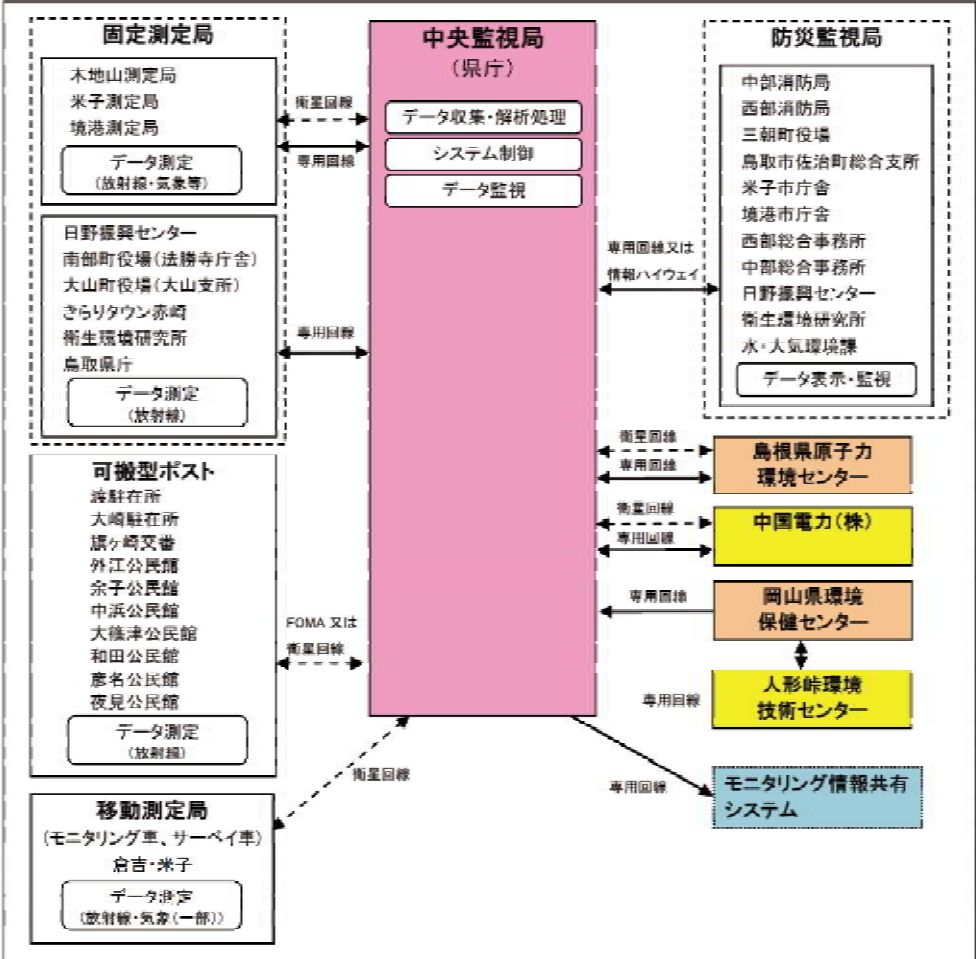 固定測定局
木地山測定局
米子測定局
境港測定局
データ測定
(放射線・気象等)
日野振興センター
南部町役場(法勝寺庁舎)
大山町役場(大山支所)
きらりタウン赤崎
衛生環境研究所
鳥取県庁
データ測定
(放射線)
可搬型ポスト
渡駐在所
大崎駐在所
旗ヶ崎交番
外江公民館
余子公民館
中浜公民館
大篠津公民館
和田公民館
彦名公民館
夜見公民館
データ測定
(放射線)
移動測定局
(モニタリング車、サーベイ車)
倉吉・米子
データ測定
(放射線・気象(一部))
衛星回線
専用回線
専用回線
FOMA 又は
衛星回線
衛星回線
中央監視局
(県庁)
データ収集・解析処理
システム制御
データ監視
専用回線又は
情報ハイウェイ
衛星回線
専用回線
衛星回線
専用回線
専用回線
専用回線
専用回線
防災監視局
中部消防局
西部消防局
三朝町役場
鳥取市佐治町総合支所
米子市庁舎
境港市庁舎
西部総合事務所
中部総合事務所
日野振興センター
衛生環境研究所
水・大気環境課
データ表示・監視
島根県原子力
環境センター
中国電力(株)
岡山県環境
保健センター
人形峠環境
技術センター
モニタリング情報共有
システム